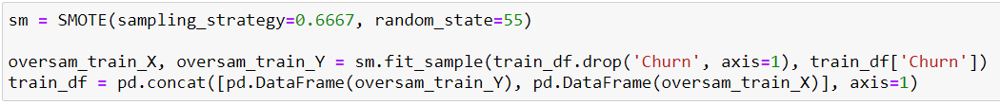 sm = SMOTE(sampling_strategy=0.6667, random_state=55)
oversam_train_X, oversam_train_Y = sm.fit_sample(train_df.drop('Churn', axis=1), train_df['Churn'])
train_df = pd.concat([pd.DataFrame(oversam_train_Y), pd.DataFrame(oversam_train_X)], axis=1)